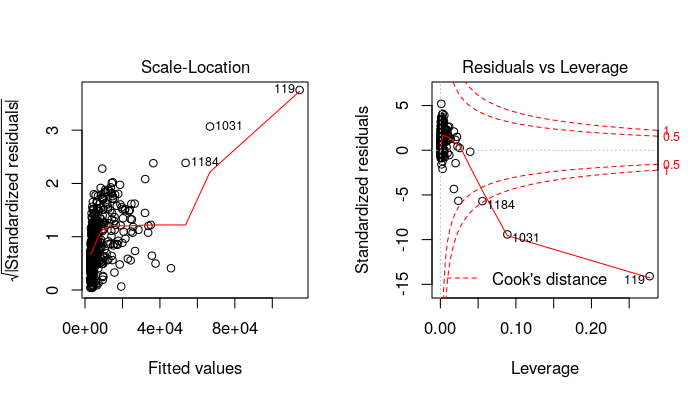 Scale-Location
√|Standardized residuals|
0 1 2 3
119
1031
1184
0e+00 4e+04 8e+04
Fitted values
Residuals vs Leverage
Standardized residuals
-15 -10 -5 0 5
1
0.5
0.5
1
1184
1031
119
Cook's distance
0.00 0.10 0.20
Leverage